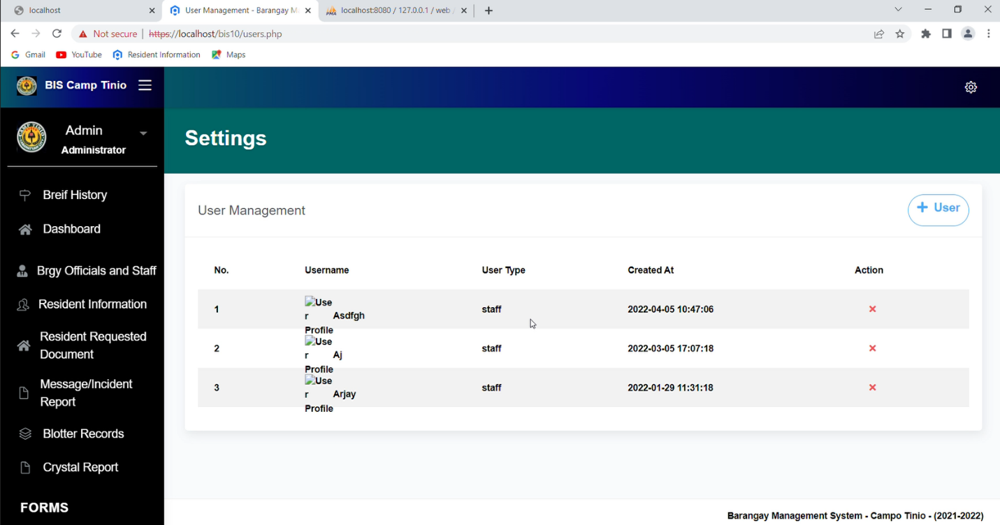 localhost
User Management - Barangay M
localhost:8080 / 127.0.0.1 / web
Not secure
https://localhost/bis10/users.php
Gmail
YouTube
Resident Information
Maps
BIS Camp Tinio
Admin
Administrator
Settings
Breif History
Dashboard
Brgy Officials and Staff
Resident Information
Resident Requested
Document
Message/Incident
Report
Blotter Records
Crystal Report
FORMS
User Management
+ User
No. Username User Type Created At Action
1 User Profile Asdfgh staff 2022-04-05 10:47:06
2 User Profile Aj staff 2022-03-05 17:07:18
3 User Profile Arjay staff 2022-01-29 11:31:18
Barangay Management System - Campo Tinio - (2021-2022)